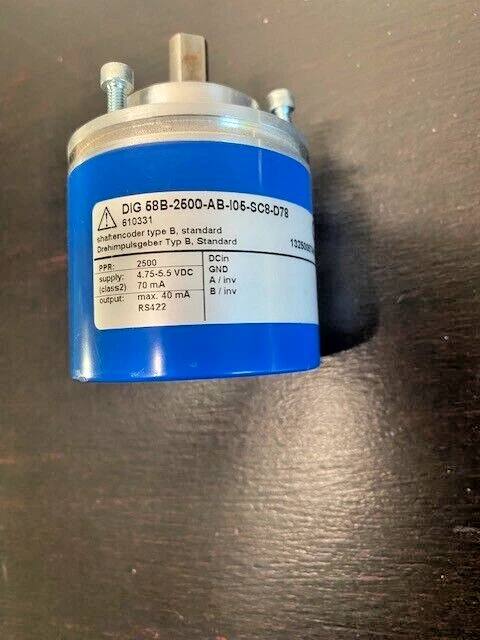 DIG 58B-2500-AB-I05-SC8-D78
610331
shaftencoder type B, standard
Drehimpulsgeber Typ B, Standard
PPR: 2500 DCin
supply: 4.75-5.5 VDC GND
(class2) 70 mA A / inv
output: max. 40 mA B / inv
RS422